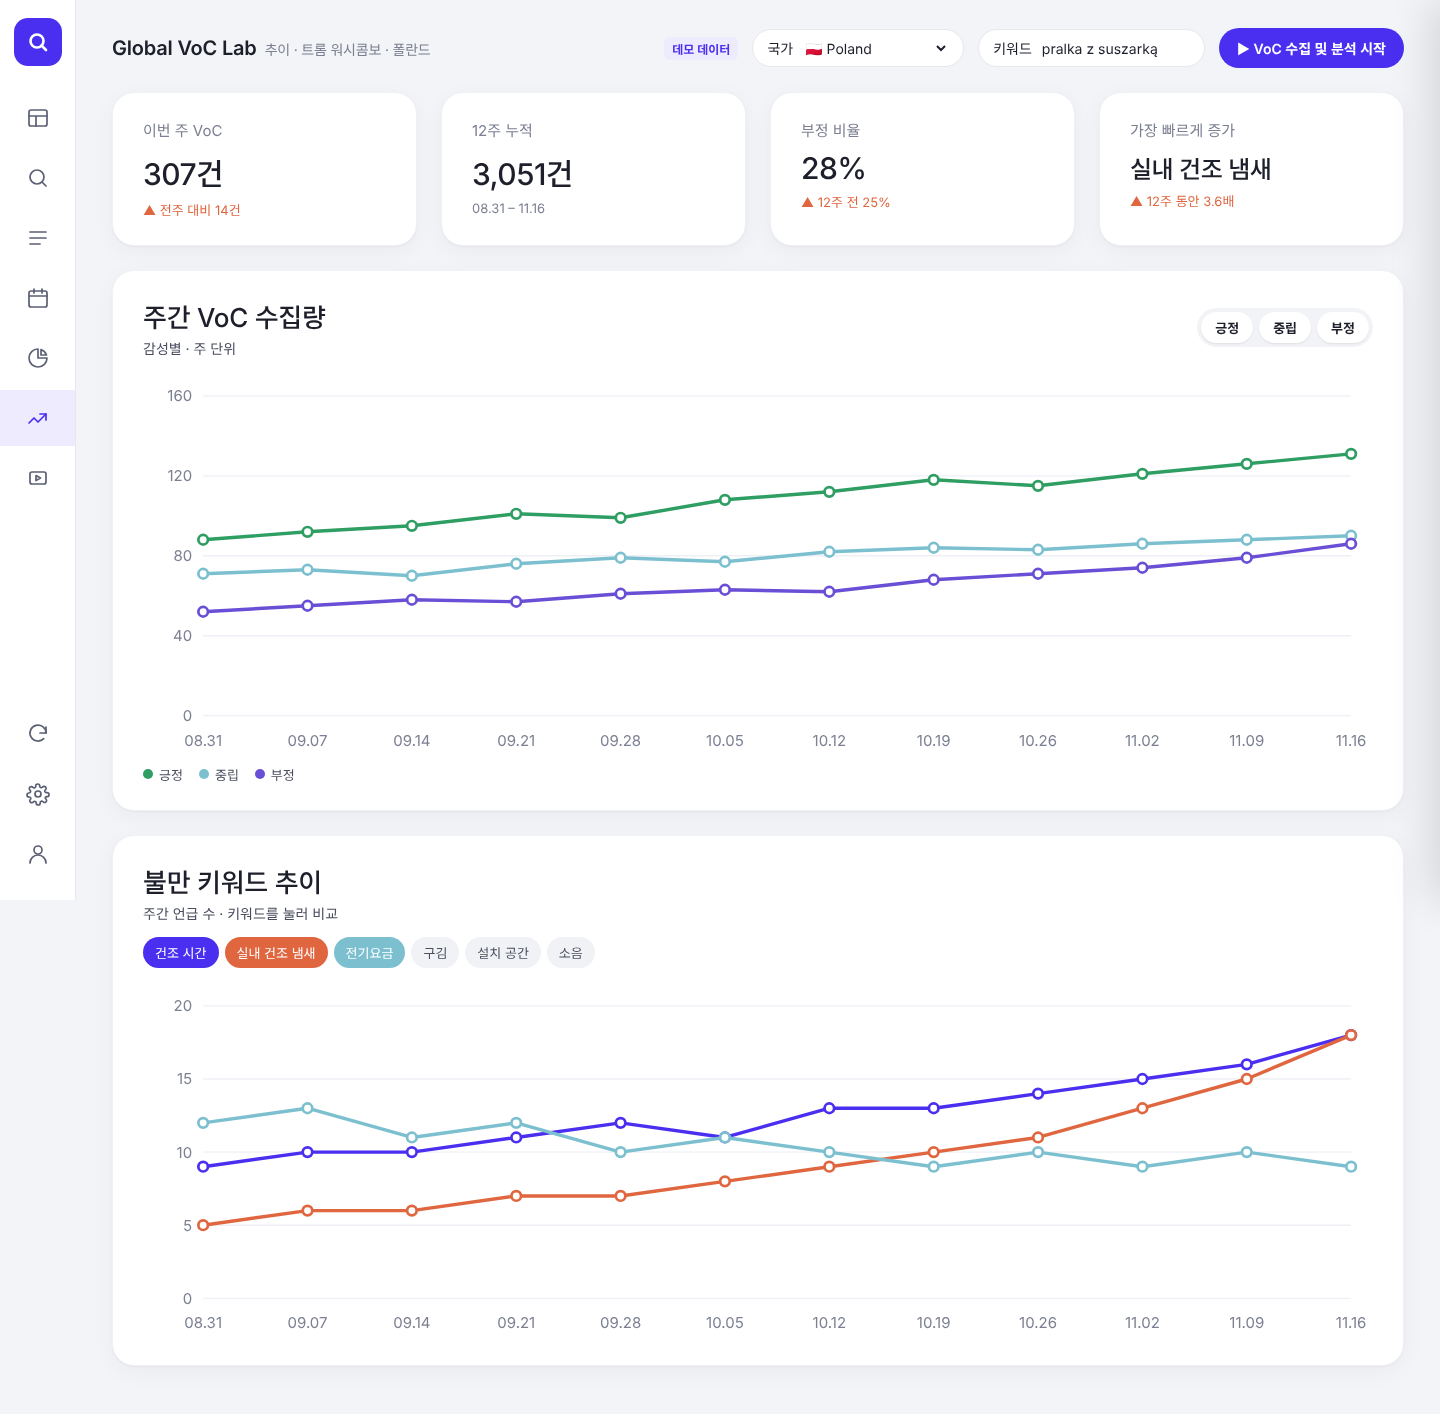 Global VoC Lab 추이 · 트롬 워시콤보 · 폴란드
데모 데이터
국가 Poland
키워드 pralka z suszarką
▶ VoC 수집 및 분석 시작
이번 주 VoC
307건
▲ 전주 대비 14건
12주 누적
3,051건
08.31 – 11.16
부정 비율
28%
▲ 12주 전 25%
가장 빠르게 증가
실내 건조 냄새
▲ 12주 동안 3.6배
주간 VoC 수집량
감성별 · 주 단위
긍정 중립 부정
160
120
80
40
0
08.31 09.07 09.14 09.21 09.28 10.05 10.12 10.19 10.26 11.02 11.09 11.16
긍정 중립 부정
불만 키워드 추이
주간 언급 수 · 키워드를 눌러 비교
건조 시간 실내 건조 냄새 전기요금 구김 설치 공간 소음
20
15
10
5
0
08.31 09.07 09.14 09.21 09.28 10.05 10.12 10.19 10.26 11.02 11.09 11.16